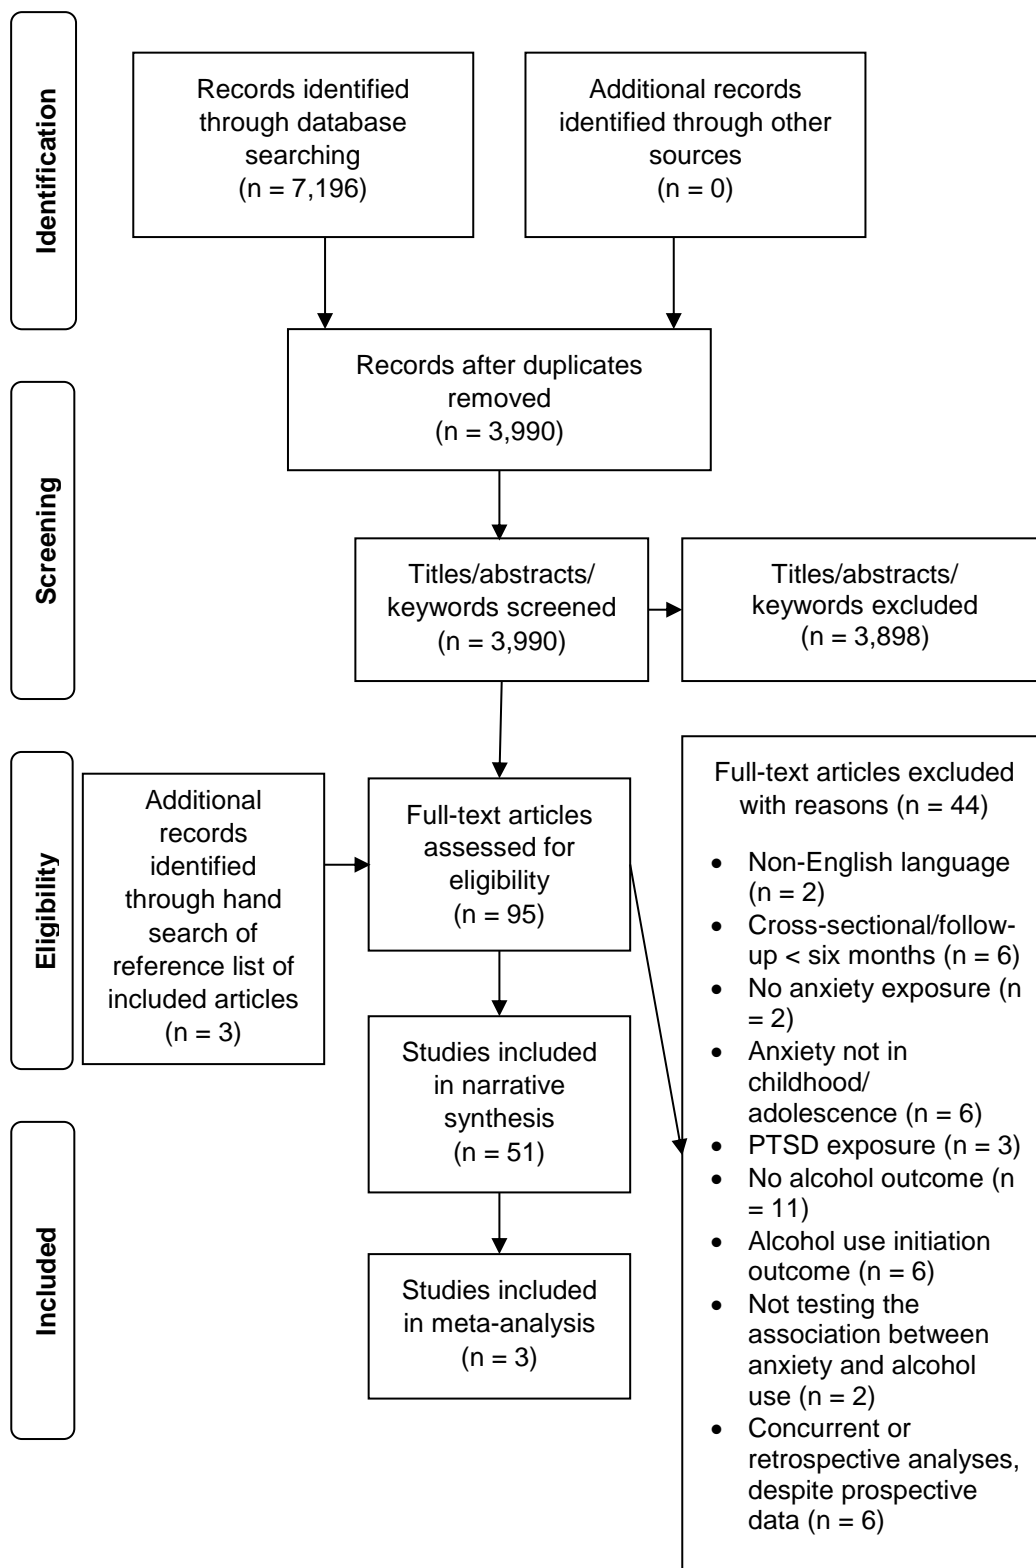 Identification
Records identified
through database
searching
(n = 7,196)
Additional records
identified through other
sources
(n = 0)
Records after duplicates
removed
(n = 3,990)
Screening
Titles/abstracts/
keywords screened
(n = 3,990)
Titles/abstracts/
keywords excluded
(n = 3,898)
Eligibility
Additional
records
identified
through hand
search of
reference list of
included articles
(n = 3)
Full-text articles
assessed for
eligibility
(n = 95)
Full-text articles excluded
with reasons (n = 44)
• Non-English language
(n = 2)
• Cross-sectional/follow-
up < six months (n = 6)
• No anxiety exposure (n
= 2)
• Anxiety not in
childhood/
adolescence (n = 6)
• PTSD exposure (n = 3)
• No alcohol outcome (n
= 11)
• Alcohol use initiation
outcome (n = 6)
• Not testing the
association between
anxiety and alcohol
use (n = 2)
• Concurrent or
retrospective analyses,
despite prospective
data (n = 6)
Studies included
in narrative
synthesis
(n = 51)
Included
Studies included
in meta-analysis
(n = 3)